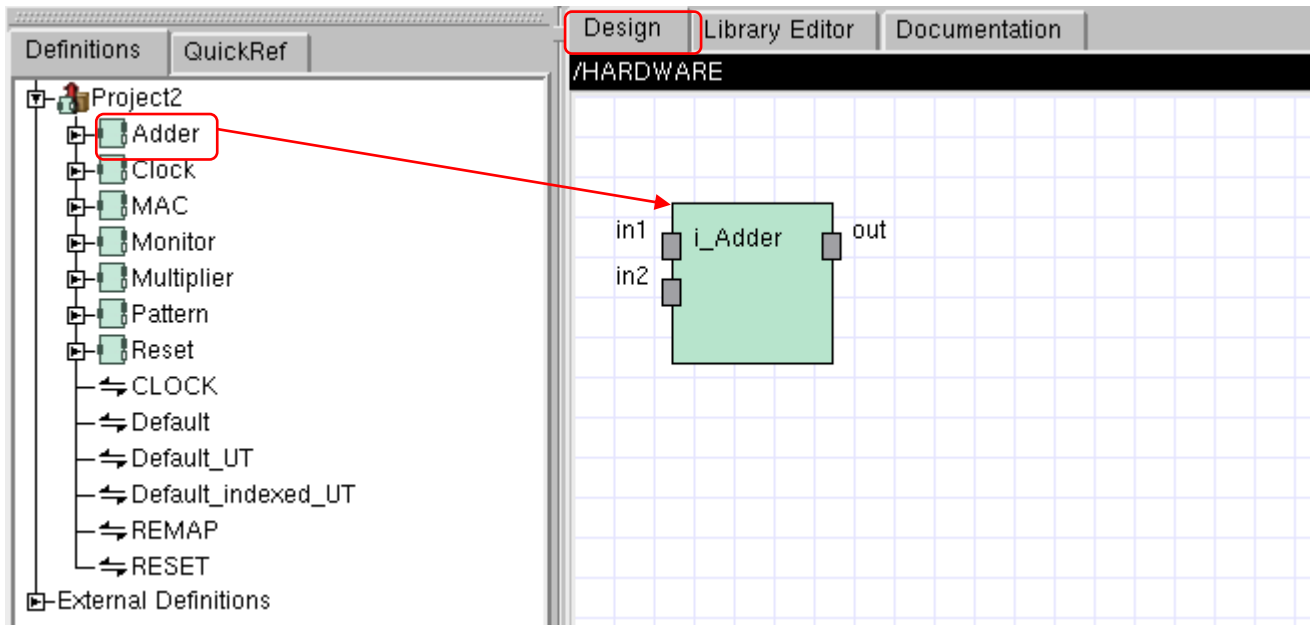 Definitions
QuickRef
Project2
Adder
Clock
MAC
Monitor
Multiplier
Pattern
Reset
CLOCK
Default
Default_UT
Default_indexed_UT
REMAP
RESET
External Definitions
Design
Library Editor
Documentation
/HARDWARE
in1
i_Adder
out
in2